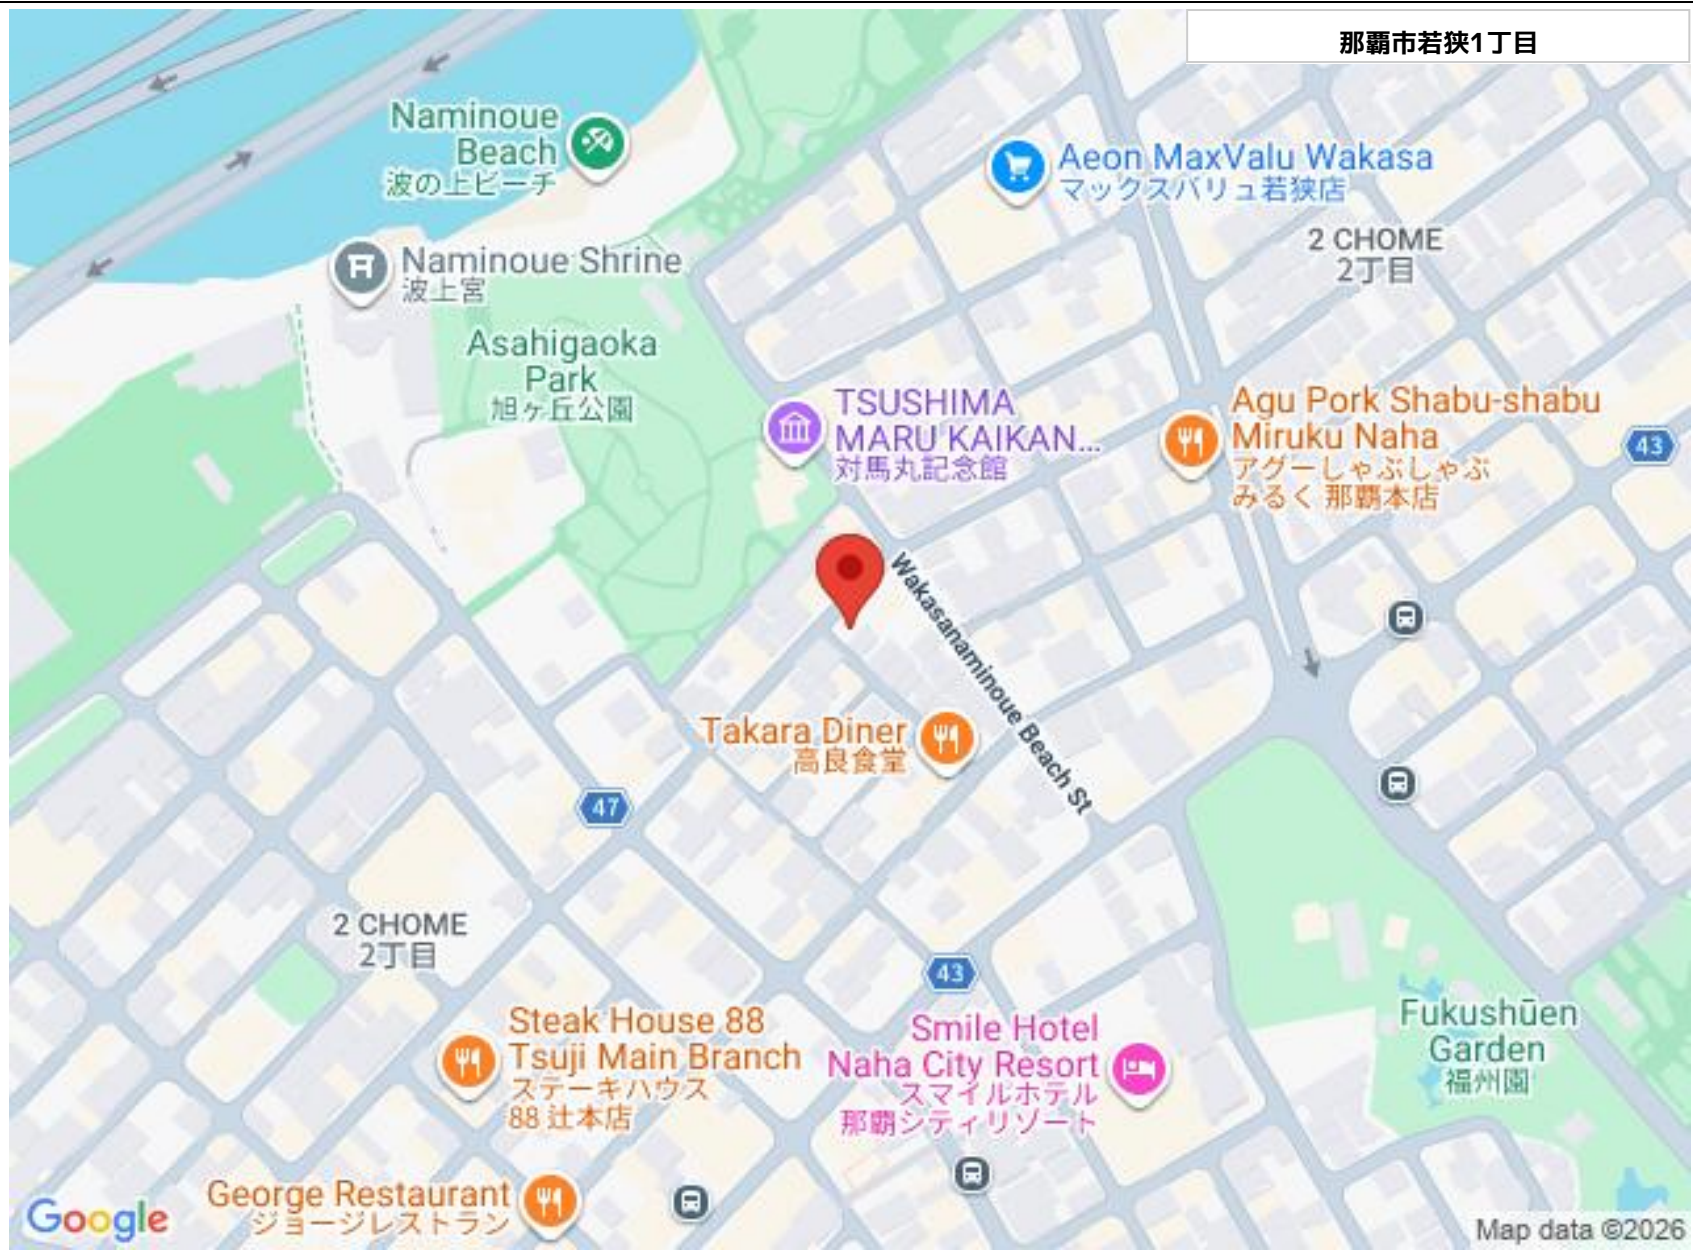 那覇市若狭1丁目
Naminoue
Beach
波の上ビーチ
Aeon MaxValu Wakasa
マックスバリュ若狭店
2 CHOME
2丁目
Naminoue Shrine
波上宮
Asahigaoka
Park
旭ヶ丘公園
TSUSHIMA
MARU KAIKAN...
対馬丸記念館
Agu Pork Shabu-shabu
Miruku Naha
アグーしゃぶしゃぶ
みるく 那覇本店
43
Wakasanaminoue Beach St
Takara Diner
高良食堂
47
2 CHOME
2丁目
43
Steak House 88
Tsuji Main Branch
ステーキハウス
88 辻本店
Smile Hotel
Naha City Resort
スマイルホテル
那覇シティリゾート
Fukushūen
Garden
福州園
George Restaurant
ジョージレストラン
Google
Map data ©2026